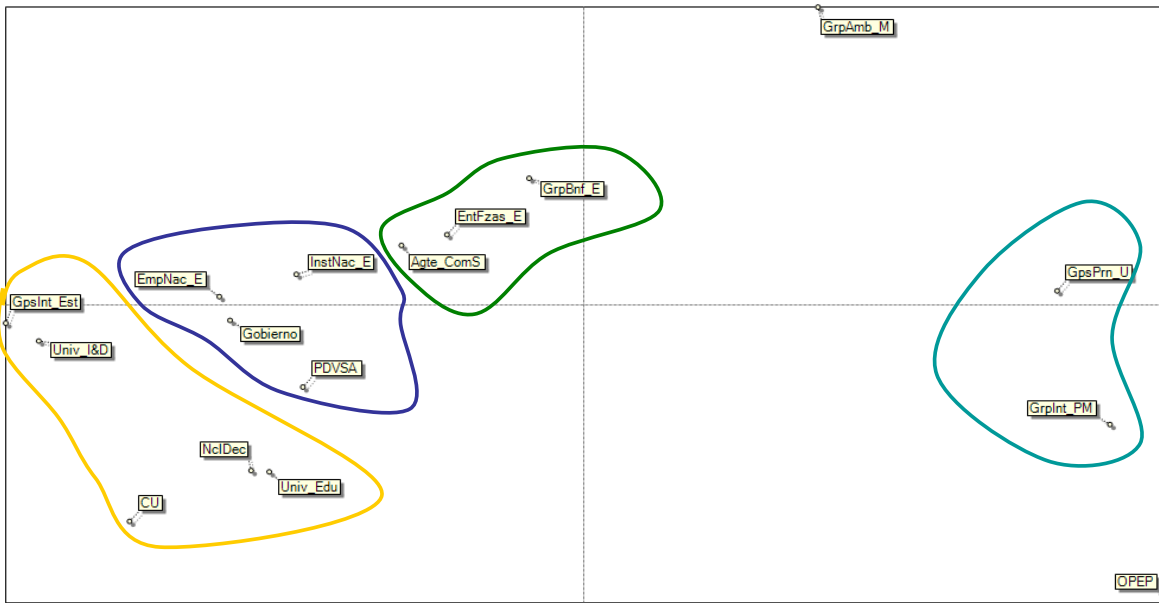 GrpAmb_M
GrpBnf_E
EntFzas_E
Agte_ComS
InstNac_E
EmpNac_E
GpsPrn_U
GpsInt_Est
Gobierno
Univ_I&D
PDVSA
GrpInt_PM
NclDec
Univ_Edu
CU
OPEP